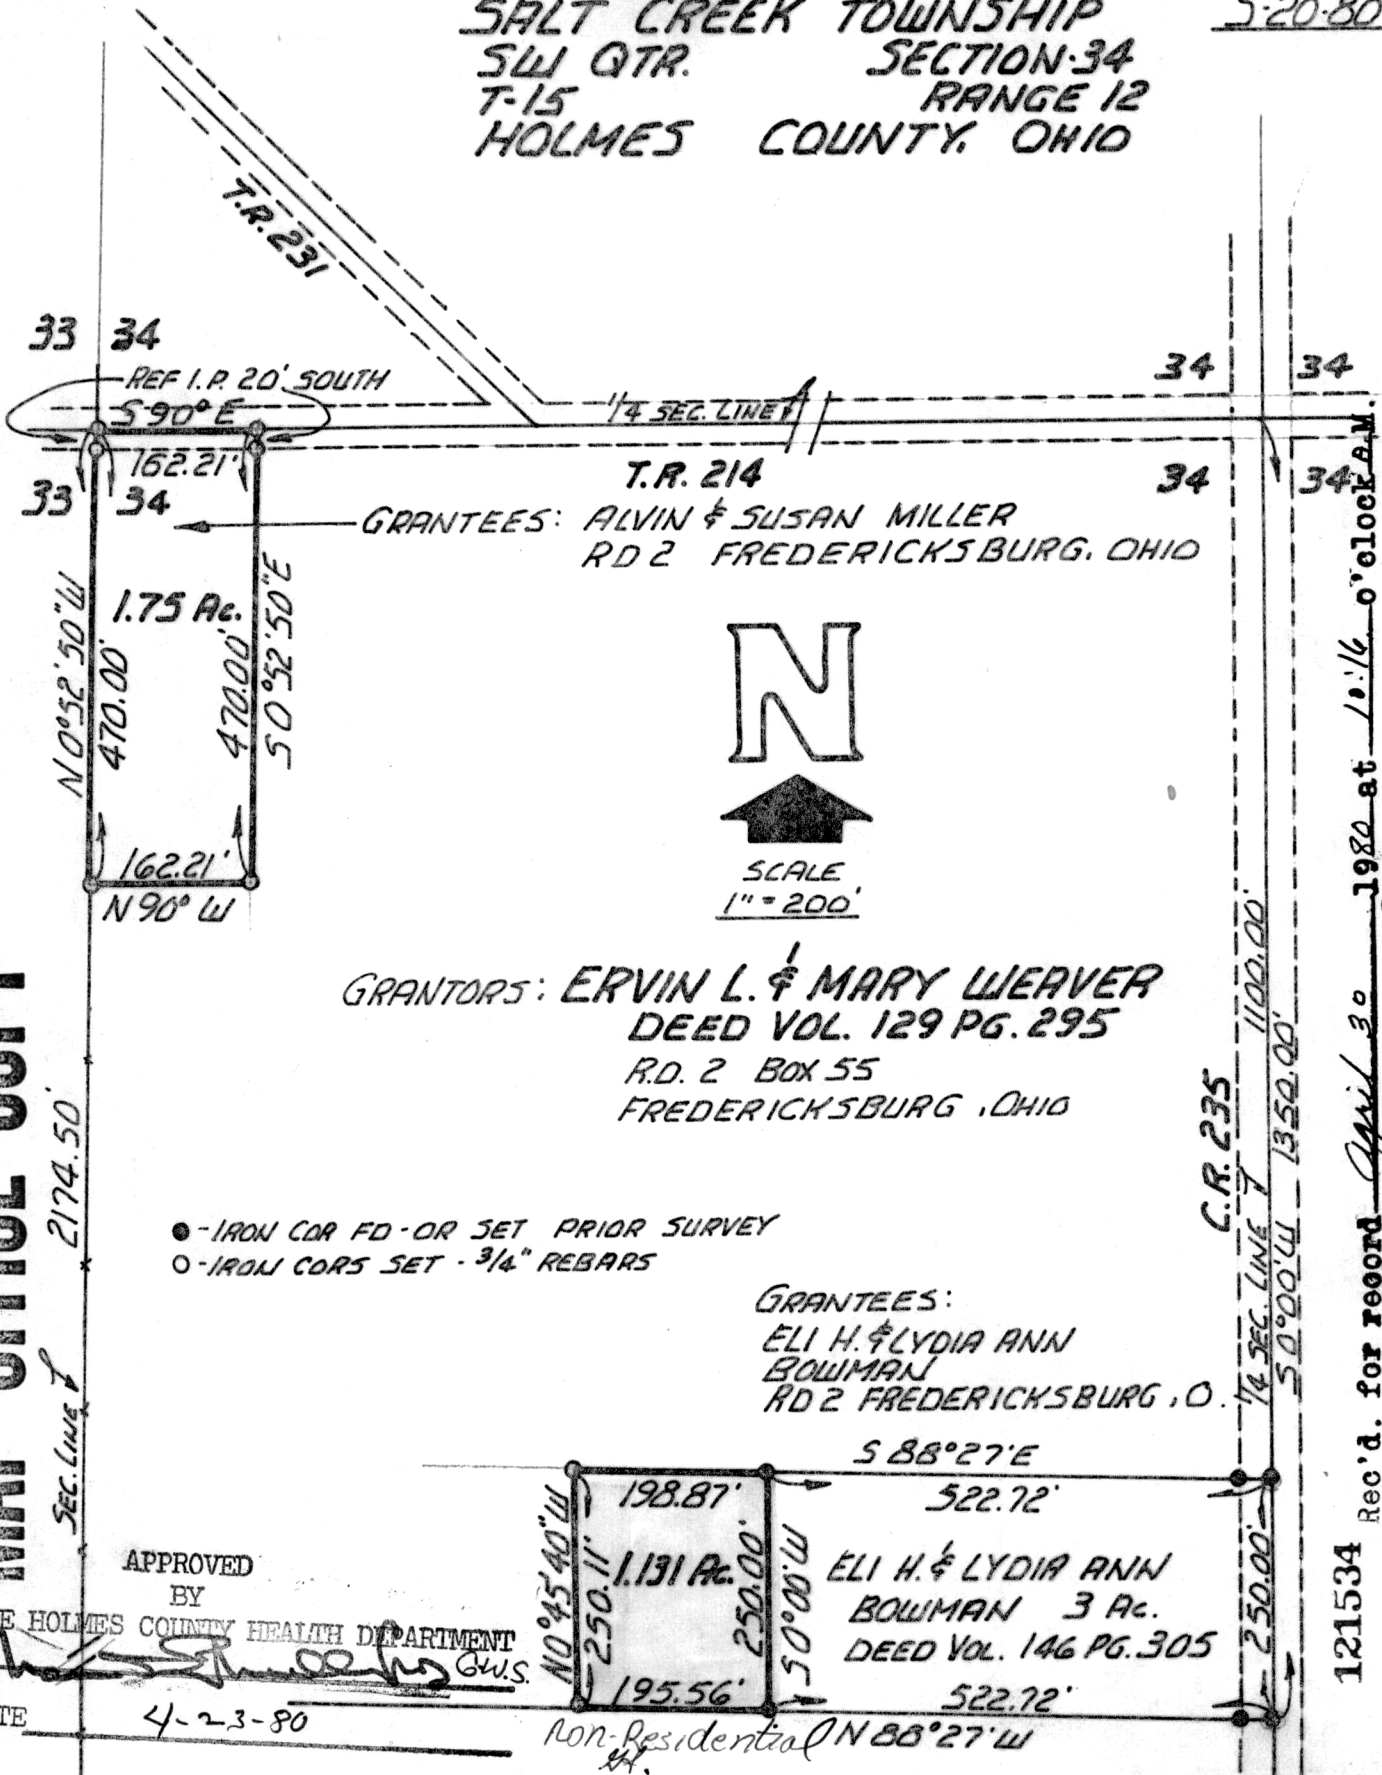 SALT CREEK TOWNSHIP
SW QTR. SECTION-34
T-15 RANGE 12
HOLMES COUNTY, OHIO
T.R. 231
33 34
REF I.P. 20' SOUTH
S 90° E
162.21'
33 34
1/4 SEC. LINE
34 34
34 34
T.R. 214
GRANTEES: ALVIN & SUSAN MILLER
RD 2 FREDERICKSBURG, OHIO
N 0°52'50" W
470.00'
1.75 Ac.
470.00'
S 0°52'50" E
162.21'
N 90° W
N
SCALE
1" = 200'
GRANTORS: ERVIN L. & MARY WEAVER
DEED VOL. 129 PG. 295
R.D. 2 BOX 55
FREDERICKSBURG, OHIO
2174.50'
SEC. LINE
●-IRON COR FD-OR SET PRIOR SURVEY
O-IRON CORS SET - 3/4" REBARS
C.R. 235
1100.00'
1/4 SEC. LINE
S 0°00' W 1350.00'
GRANTEES:
ELI H. & LYDIA ANN
BOWMAN
RD 2 FREDERICKSBURG, O.
S 88°27' E
198.87'
522.72'
N 0°45'40" W
250.11'
1.131 Ac.
250.00'
S 0°00' W
ELI H. & LYDIA ANN
BOWMAN 3 Ac.
DEED VOL. 146 PG. 305
250.00'
195.56'
522.72'
N 88°27' W
Non-Residential
APPROVED
BY
HOLMES COUNTY HEALTH DEPARTMENT
G.W.S.
4-23-80
121534
Rec'd. for record April 30 1980 at 10:16 o'clock A.M.